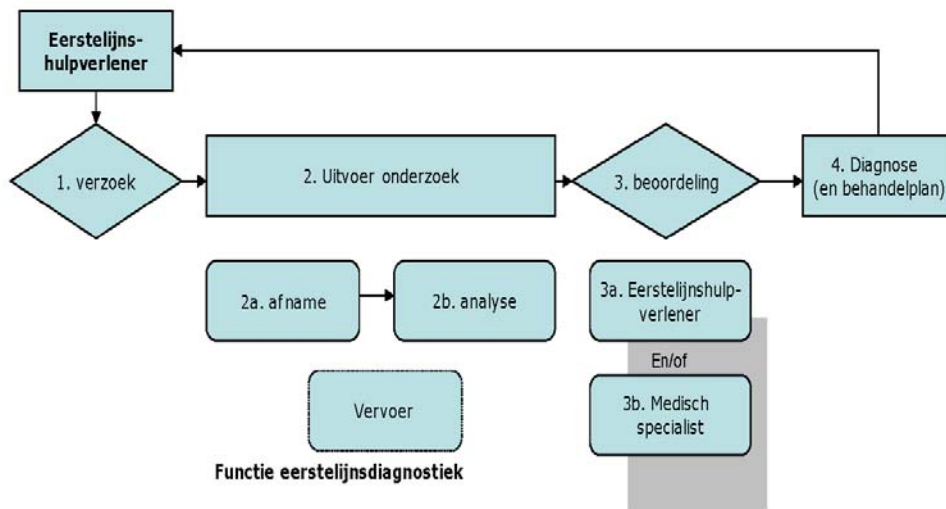 Eerstelijns-
hulpverlener
1. verzoek
2. Uitvoer onderzoek
3. beoordeling
4. Diagnose
(en behandelplan)
2a. afname
2b. analyse
3a. Eerstelijnshulp-
verlener
En/of
Vervoer
3b. Medisch
specialist
Functie eerstelijnsdiagnostiek